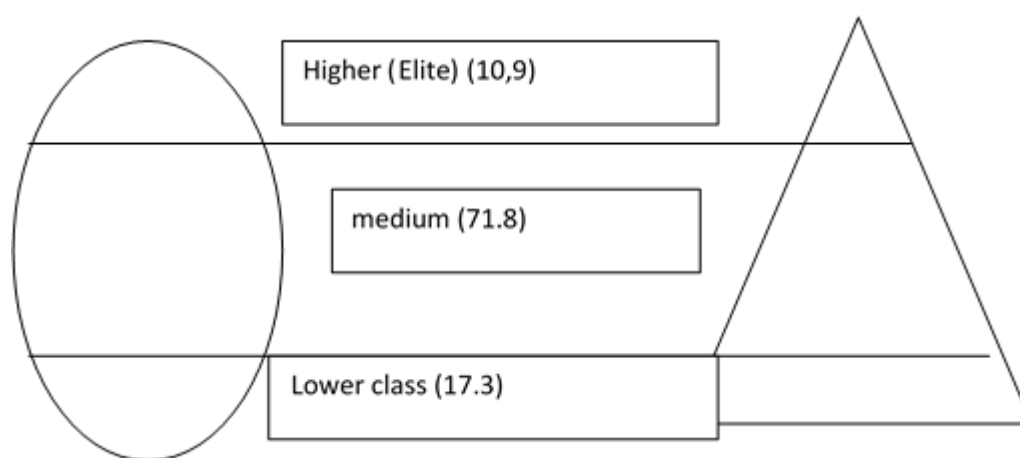 Higher (Elite) (10,9)
medium (71.8)
Lower class (17.3)